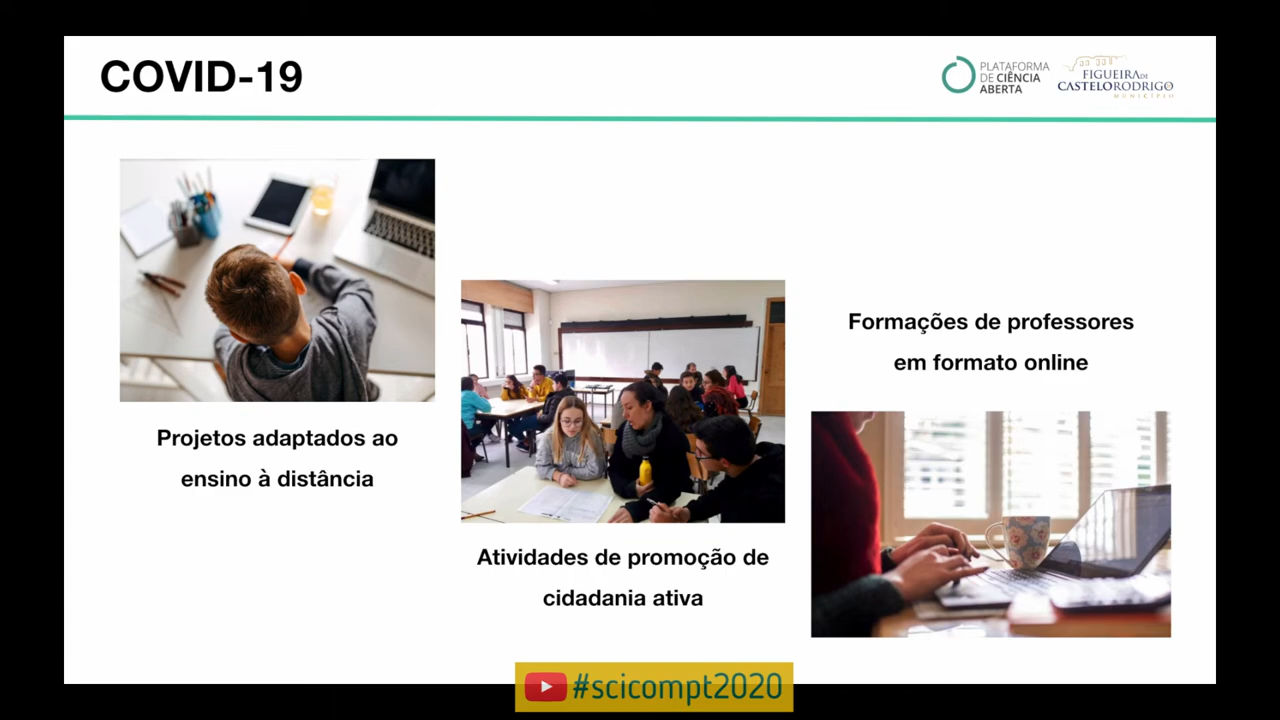 COVID-19
PLATAFORMA
DE CIÊNCIA
ABERTA
FIGUEIRA DE
CASTELO RODRIGO
MUNICÍPIO
Projetos adaptados ao
ensino à distância
Atividades de promoção de
cidadania ativa
Formações de professores
em formato online
#scicompt2020